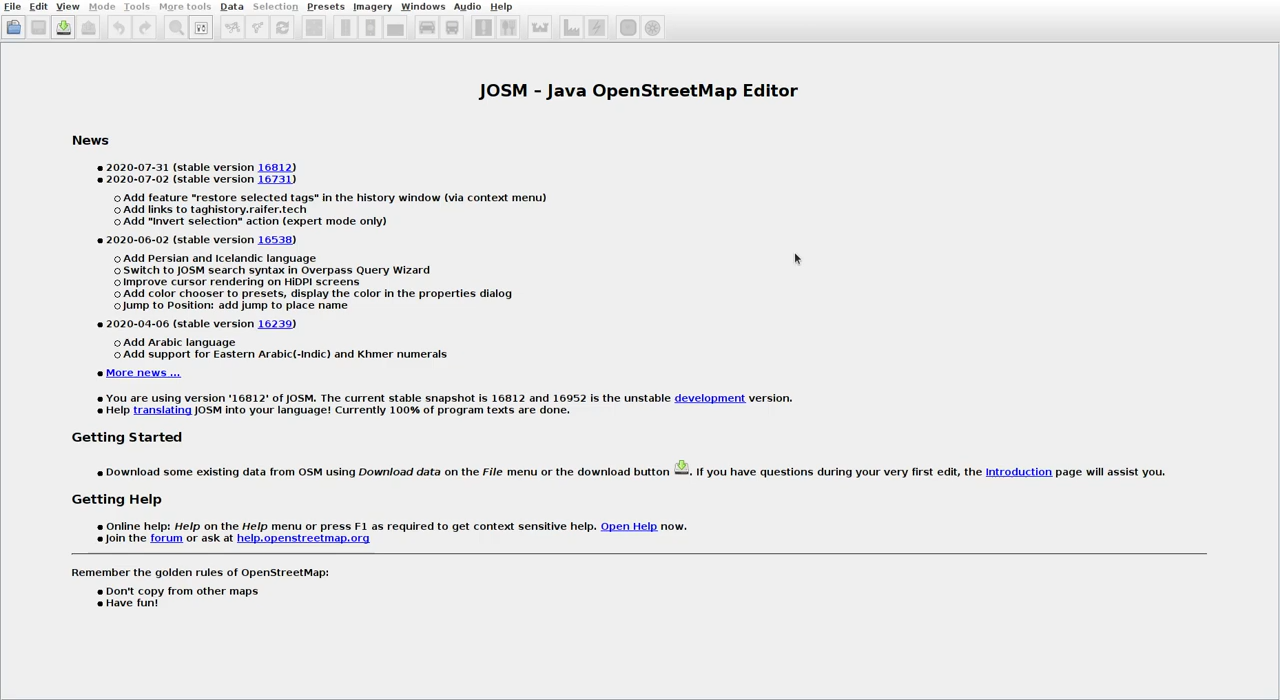 File Edit View Mode Tools More tools Data Selection Presets Imagery Windows Audio Help
JOSM – Java OpenStreetMap Editor
News
2020-07-31 (stable version 16812)
2020-07-02 (stable version 16731)
Add feature "restore selected tags" in the history window (via context menu)
Add links to taghistory.raifer.tech
Add "Invert selection" action (expert mode only)
2020-06-02 (stable version 16538)
Add Persian and Icelandic language
Switch to JOSM search syntax in Overpass Query Wizard
Improve cursor rendering on HiDPI screens
Add color chooser to presets, display the color in the properties dialog
Jump to Position: add jump to place name
2020-04-06 (stable version 16239)
Add Arabic language
Add support for Eastern Arabic(-Indic) and Khmer numerals
More news ...
You are using version '16812' of JOSM. The current stable snapshot is 16812 and 16952 is the unstable development version.
Help translating JOSM into your language! Currently 100% of program texts are done.
Getting Started
Download some existing data from OSM using Download data on the File menu or the download button . If you have questions during your very first edit, the Introduction page will assist you.
Getting Help
Online help: Help on the Help menu or press F1 as required to get context sensitive help. Open Help now.
Join the forum or ask at help.openstreetmap.org
Remember the golden rules of OpenStreetMap:
Don't copy from other maps
Have fun!